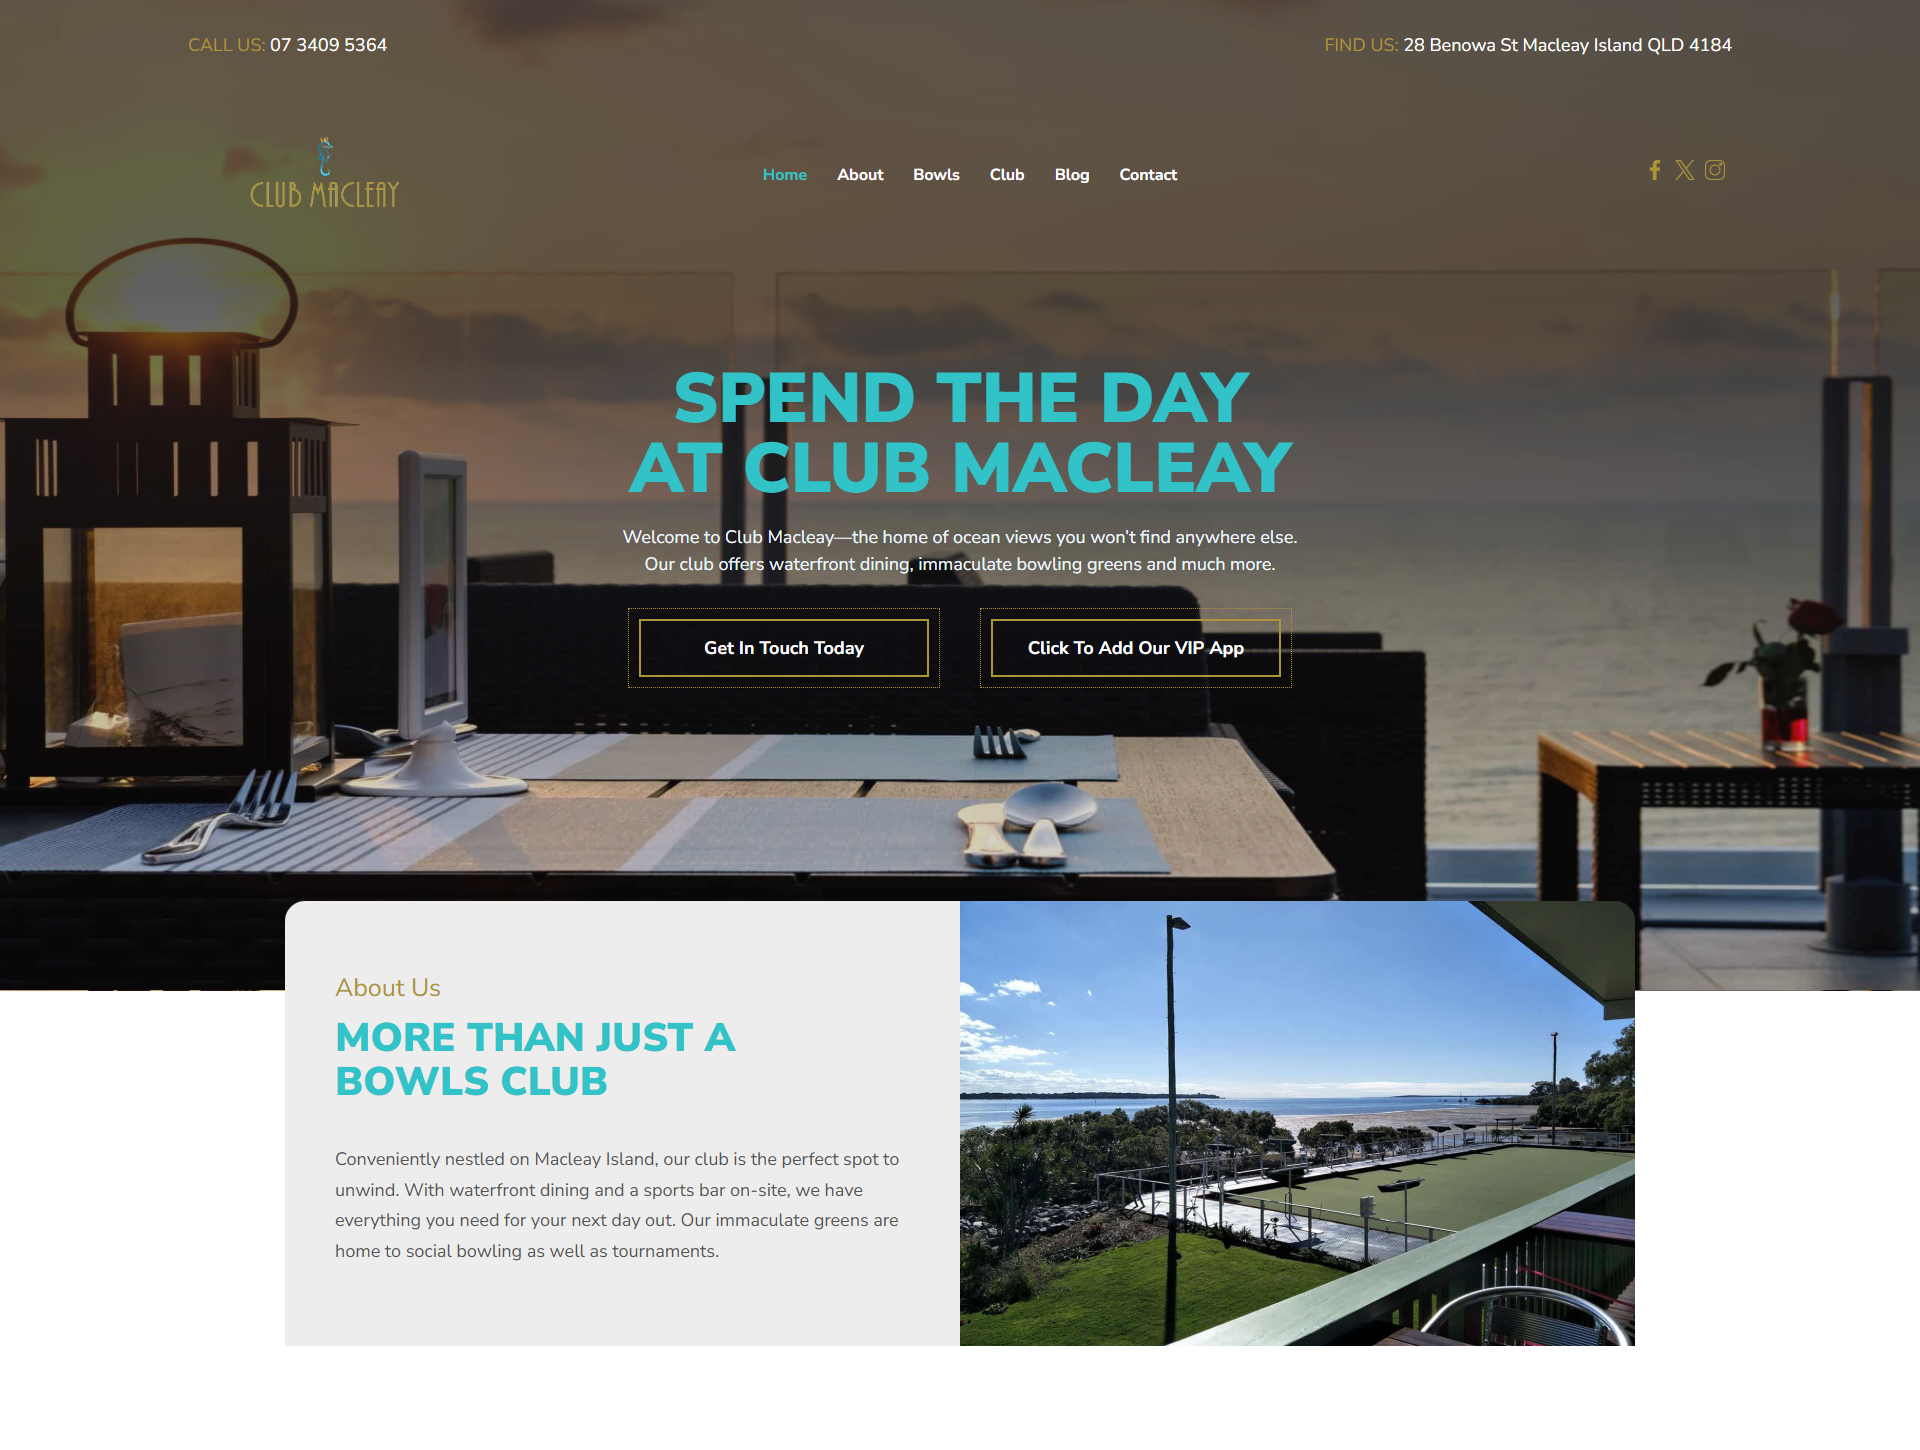 CALL US: 07 3409 5364
FIND US: 28 Benowa St Macleay Island QLD 4184
CLUB MACLEAY
Home About Bowls Club Blog Contact
SPEND THE DAY
AT CLUB MACLEAY
Welcome to Club Macleay—the home of ocean views you won’t find anywhere else.
Our club offers waterfront dining, immaculate bowling greens and much more.
Get In Touch Today
Click To Add Our VIP App
About Us
MORE THAN JUST A
BOWLS CLUB
Conveniently nestled on Macleay Island, our club is the perfect spot to
unwind. With waterfront dining and a sports bar on-site, we have
everything you need for your next day out. Our immaculate greens are
home to social bowling as well as tournaments.